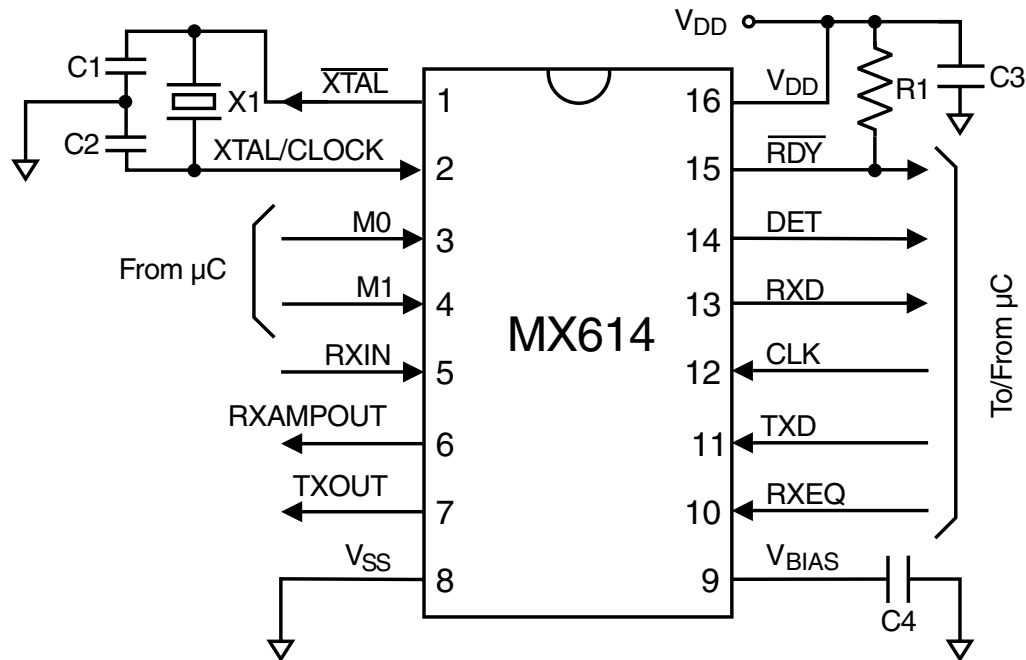 C1
C2
X1
XTAL
XTAL/CLOCK
From µC
M0
M1
RXIN
RXAMPOUT
TXOUT
VSS
1
2
3
4
5
6
7
8
MX614
16
15
14
13
12
11
10
9
VDD
VDD
R1
C3
RDY
DET
RXD
CLK
TXD
RXEQ
VBIAS
C4
To/From µC